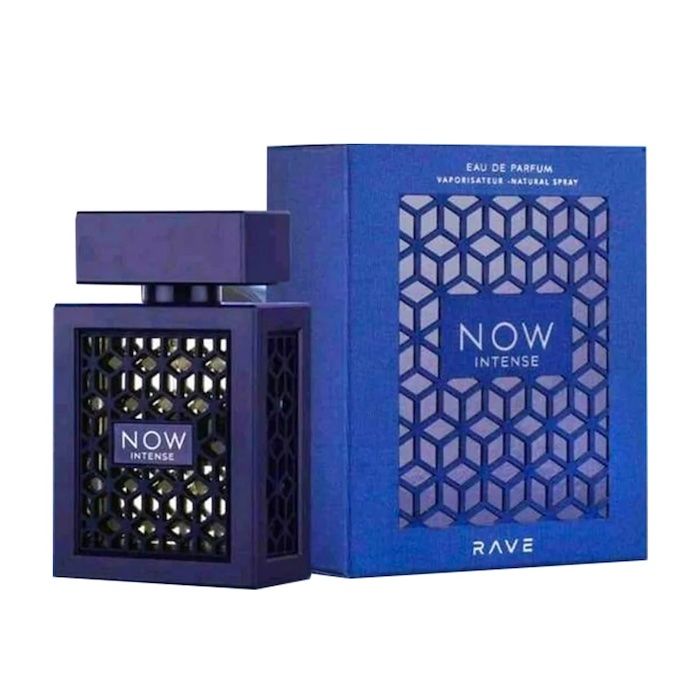 NOW
INTENSE
EAU DE PARFUM
VAPORISATEUR -NATURAL SPRAY
NOW
INTENSE
RAVE